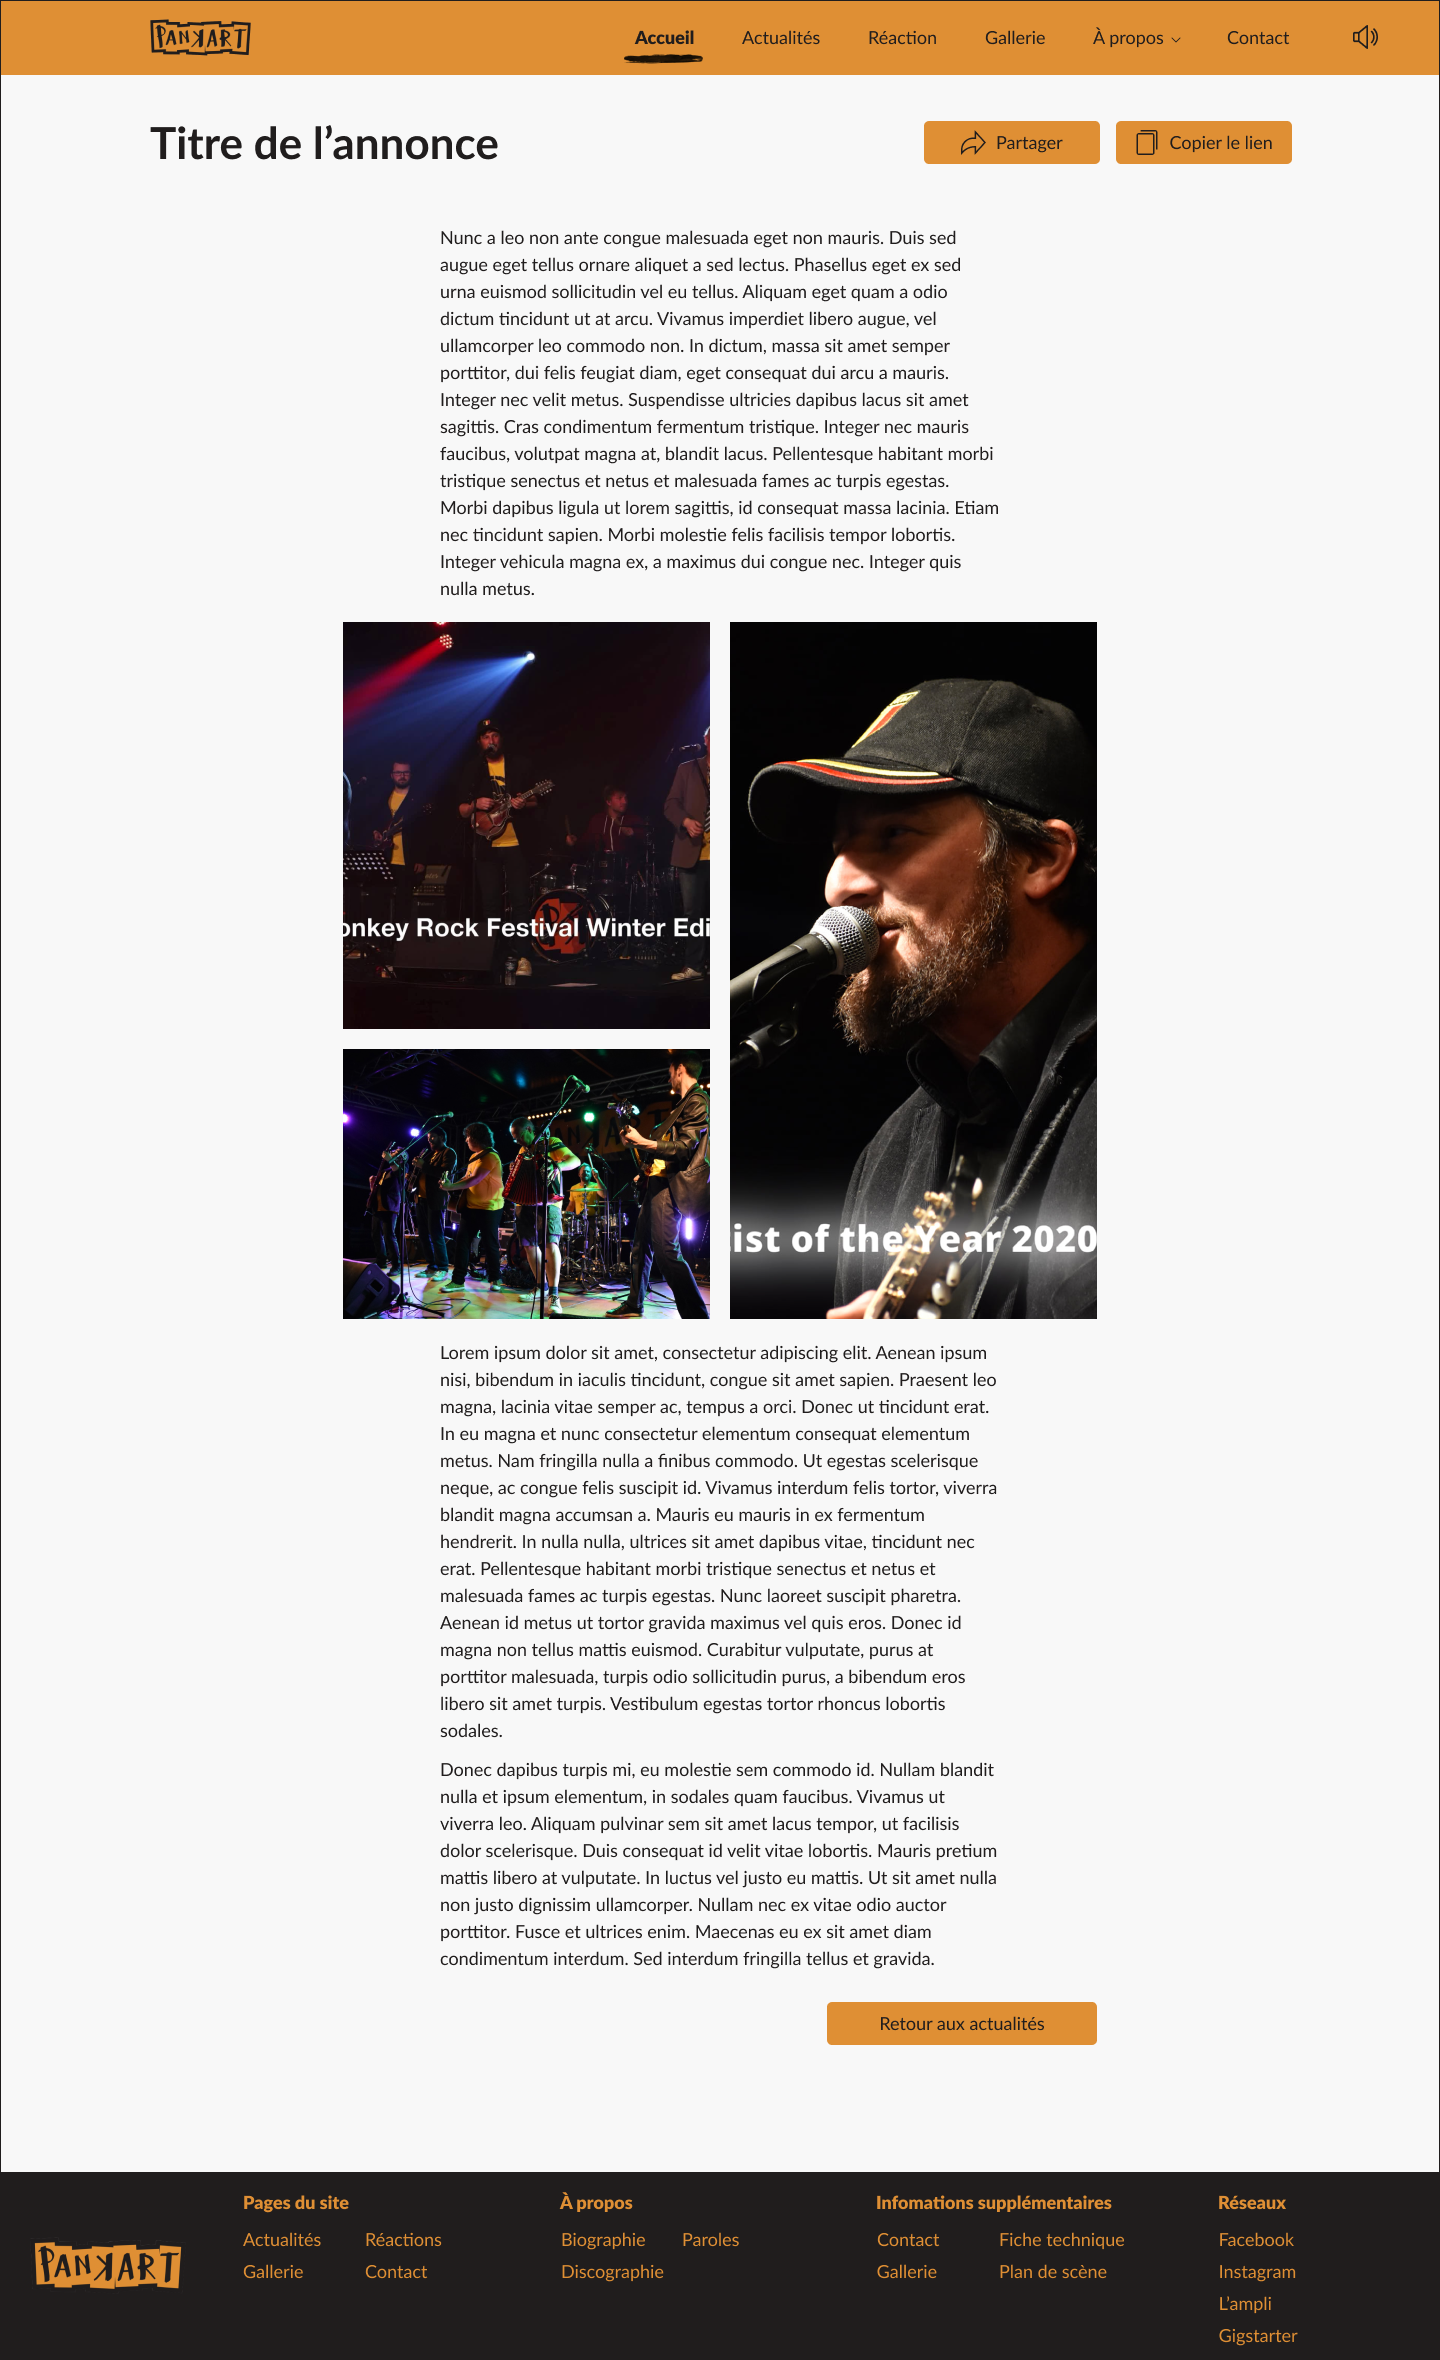 PANKART
Accueil
Actualités
Réaction
Gallerie
À propos
Contact
Titre de l’annonce
Partager
Copier le lien
Nunc a leo non ante congue malesuada eget non mauris. Duis sed
augue eget tellus ornare aliquet a sed lectus. Phasellus eget ex sed
urna euismod sollicitudin vel eu tellus. Aliquam eget quam a odio
dictum tincidunt ut at arcu. Vivamus imperdiet libero augue, vel
ullamcorper leo commodo non. In dictum, massa sit amet semper
porttitor, dui felis feugiat diam, eget consequat dui arcu a mauris.
Integer nec velit metus. Suspendisse ultricies dapibus lacus sit amet
sagittis. Cras condimentum fermentum tristique. Integer nec mauris
faucibus, volutpat magna at, blandit lacus. Pellentesque habitant morbi
tristique senectus et netus et malesuada fames ac turpis egestas.
Morbi dapibus ligula ut lorem sagittis, id consequat massa lacinia. Etiam
nec tincidunt sapien. Morbi molestie felis facilisis tempor lobortis.
Integer vehicula magna ex, a maximus dui congue nec. Integer quis
nulla metus.
onkey Rock Festival Winter Edi
ist of the Year 2020
Lorem ipsum dolor sit amet, consectetur adipiscing elit. Aenean ipsum
nisi, bibendum in iaculis tincidunt, congue sit amet sapien. Praesent leo
magna, lacinia vitae semper ac, tempus a orci. Donec ut tincidunt erat.
In eu magna et nunc consectetur elementum consequat elementum
metus. Nam fringilla nulla a finibus commodo. Ut egestas scelerisque
neque, ac congue felis suscipit id. Vivamus interdum felis tortor, viverra
blandit magna accumsan a. Mauris eu mauris in ex fermentum
hendrerit. In nulla nulla, ultrices sit amet dapibus vitae, tincidunt nec
erat. Pellentesque habitant morbi tristique senectus et netus et
malesuada fames ac turpis egestas. Nunc laoreet suscipit pharetra.
Aenean id metus ut tortor gravida maximus vel quis eros. Donec id
magna non tellus mattis euismod. Curabitur vulputate, purus at
porttitor malesuada, turpis odio sollicitudin purus, a bibendum eros
libero sit amet turpis. Vestibulum egestas tortor rhoncus lobortis
sodales.
Donec dapibus turpis mi, eu molestie sem commodo id. Nullam blandit
nulla et ipsum elementum, in sodales quam faucibus. Vivamus ut
viverra leo. Aliquam pulvinar sem sit amet lacus tempor, ut facilisis
dolor scelerisque. Duis consequat id velit vitae lobortis. Mauris pretium
mattis libero at vulputate. In luctus vel justo eu mattis. Ut sit amet nulla
non justo dignissim ullamcorper. Nullam nec ex vitae odio auctor
porttitor. Fusce et ultrices enim. Maecenas eu ex sit amet diam
condimentum interdum. Sed interdum fringilla tellus et gravida.
Retour aux actualités
PANKART
Pages du site
Actualités
Réactions
Gallerie
Contact
À propos
Biographie
Paroles
Discographie
Infomations supplémentaires
Contact
Fiche technique
Gallerie
Plan de scène
Réseaux
Facebook
Instagram
L’ampli
Gigstarter